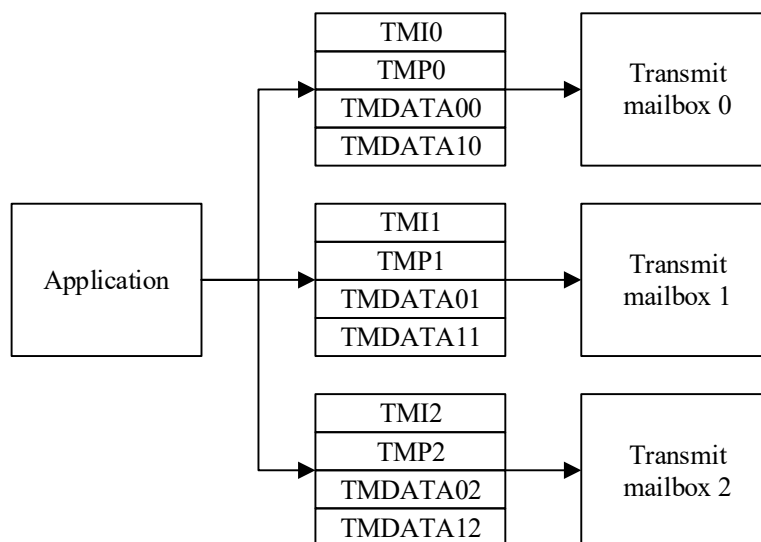 TMI0
TMP0
TMDATA00
TMDATA10
Transmit
mailbox 0
Application
TMI1
TMP1
TMDATA01
TMDATA11
Transmit
mailbox 1
TMI2
TMP2
TMDATA02
TMDATA12
Transmit
mailbox 2